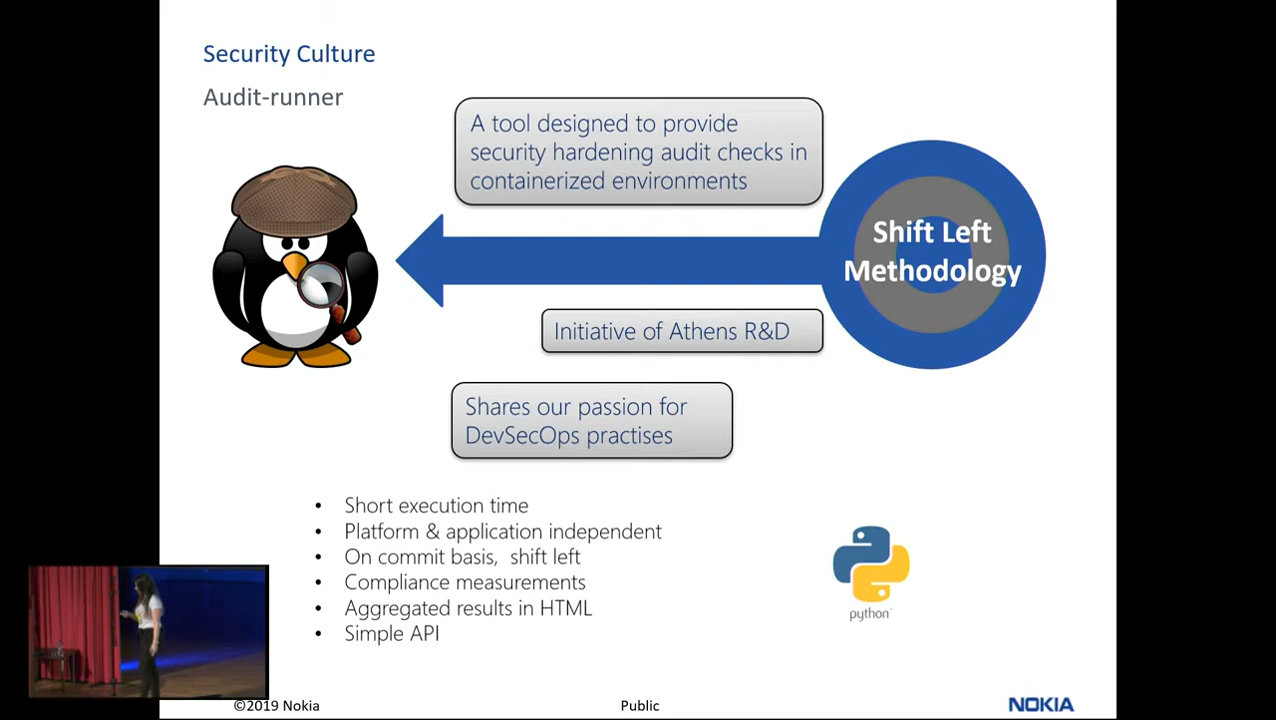 Security Culture
Audit-runner
A tool designed to provide
security hardening audit checks in
containerized environments
Shift Left
Methodology
Initiative of Athens R&D
Shares our passion for
DevSecOps practises
• Short execution time
• Platform & application independent
• On commit basis,  shift left
• Compliance measurements
• Aggregated results in HTML
• Simple API
python
©2019 Nokia
Public
NOKIA